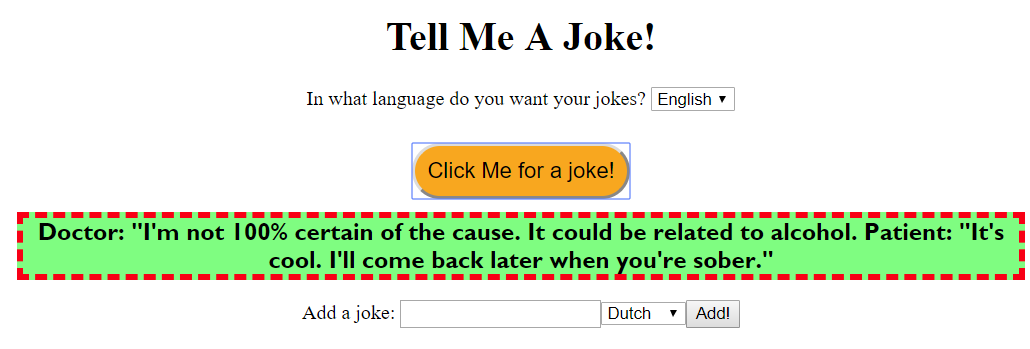 Tell Me A Joke!
In what language do you want your jokes? English
Click Me for a joke!
Doctor: "I'm not 100% certain of the cause. It could be related to alcohol. Patient: "It's
cool. I'll come back later when you're sober."
Add a joke: Dutch Add!